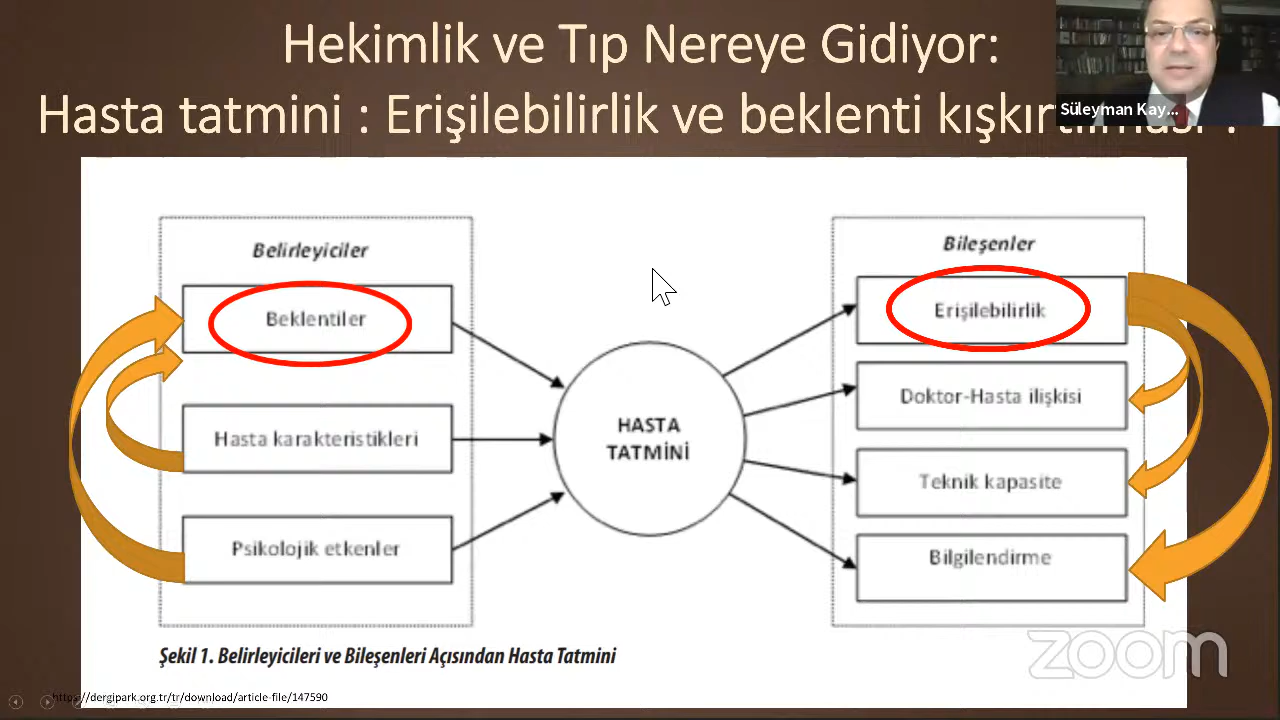 Hekimlik ve Tıp Nereye Gidiyor:
Hasta tatmini : Erişilebilirlik ve beklenti
Süleyman Kay...
Belirleyiciler
Beklentiler
Hasta karakteristikleri
Psikolojik etkenler
HASTA
TATMİNİ
Bileşenler
Erişilebilirlik
Doktor-Hasta ilişkisi
Teknik kapasite
Bilgilendirme
Şekil 1. Belirleyicileri ve Bileşenleri Açısından Hasta Tatmini
zoom
https://dergipark.org.tr/tr/download/article-file/147590